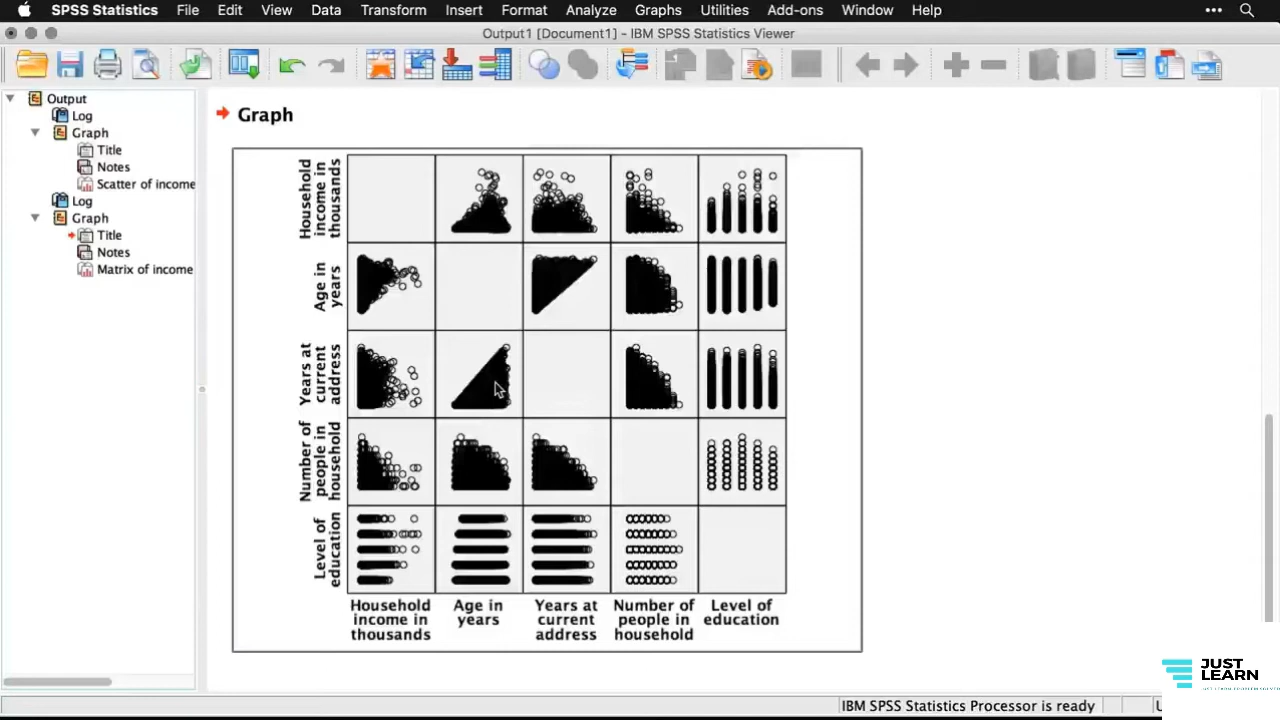 SPSS Statistics File Edit View Data Transform Insert Format Analyze Graphs Utilities Add-ons Window Help
Output1 [Document1] - IBM SPSS Statistics Viewer
Output
Log
Graph
Title
Notes
Scatter of income
Log
Graph
Title
Notes
Matrix of income
Graph
Household
income in
thousands
Age in
years
Years at
current
address
Number of
people in
household
Level of
education
Household
income in
thousands
Age in
years
Years at
current
address
Number of
people in
household
Level of
education
JUST
LEARN
IBM SPSS Statistics Processor is ready